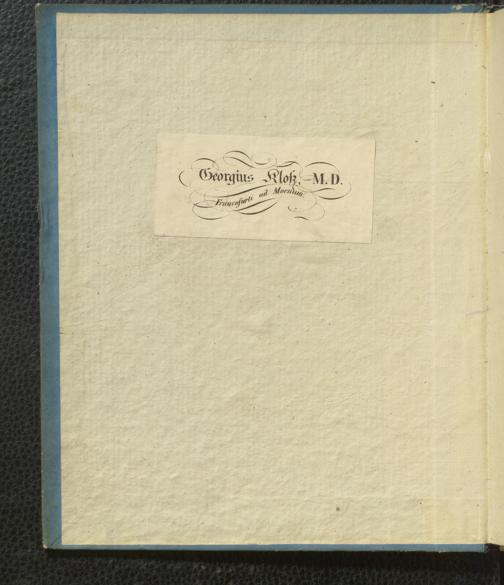 Georgius Kloß, M.D.
Francofurti ad Moenum.